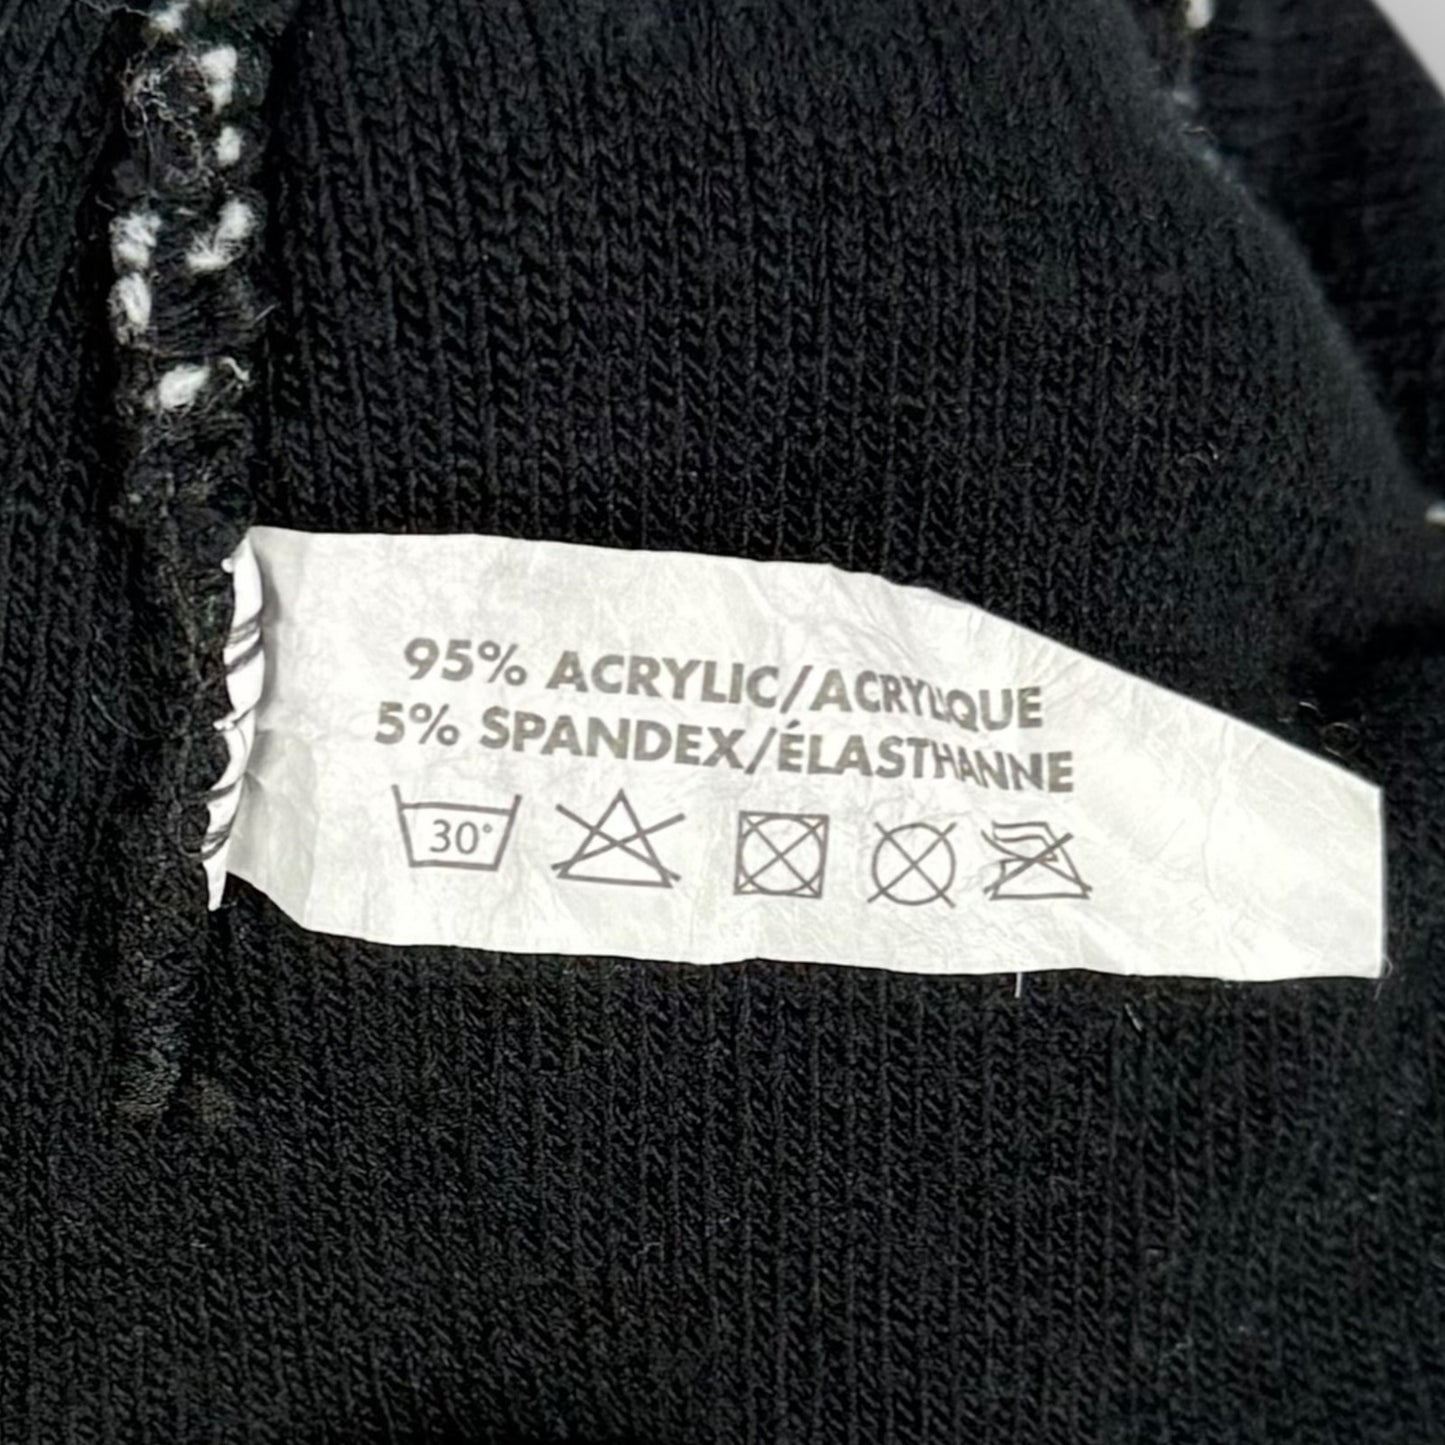 95% ACRYLIC/ACRYLIQUE
5% SPANDEX/ÉLASTHANNE
30°